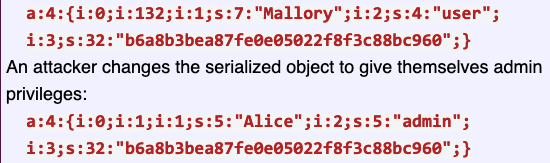 a:4:{i:0;i:132;i:1;s:7:"Mallory";i:2;s:4:"user";
i:3;s:32:"b6a8b3bea87fe0e05022f8f3c88bc960";}
An attacker changes the serialized object to give themselves admin
privileges:
a:4:{i:0;i:1;i:1;s:5:"Alice";i:2;s:5:"admin";
i:3;s:32:"b6a8b3bea87fe0e05022f8f3c88bc960";}